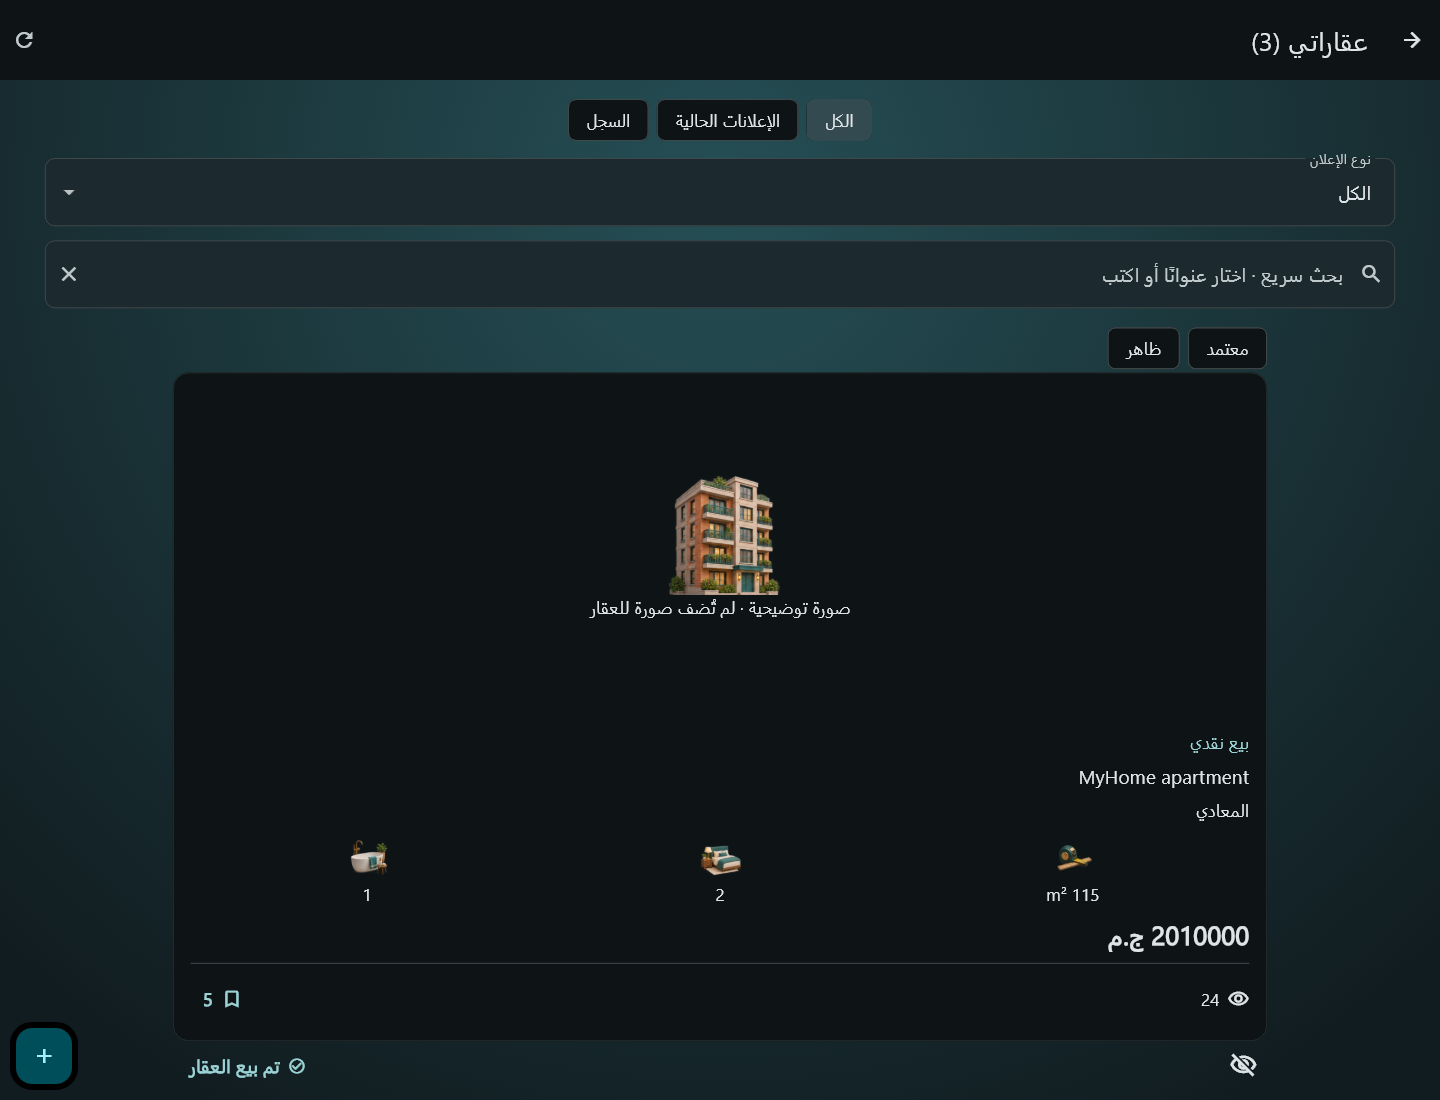 عقاراتي (3)
الكل
الإعلانات الحالية
السجل
نوع الإعلان
الكل
بحث سريع · اختار عنوانًا أو اكتب
معتمد
ظاهر
صورة توضيحية · لم تُضف صورة للعقار
بيع نقدي
MyHome apartment
المعادي
115 m²
2
1
2010000 ج.م
24
5
تم بيع العقار